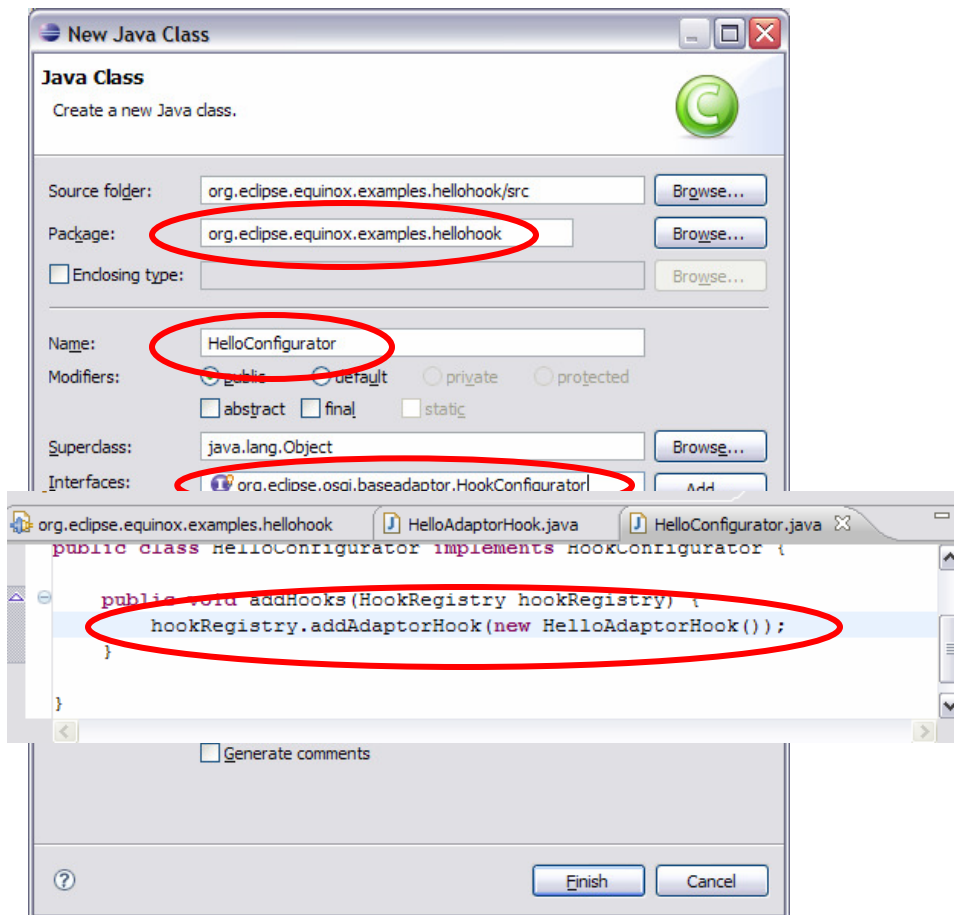 New Java Class
Java Class
Create a new Java class.
Source folder: org.eclipse.equinox.examples.hellohook/src Browse...
Package: org.eclipse.equinox.examples.hellohook Browse...
Enclosing type: Browse...
Name: HelloConfigurator
Modifiers: public default private protected
abstract final static
Superclass: java.lang.Object Browse...
Interfaces: org.eclipse.osgi.baseadaptor.HookConfigurator Add...
org.eclipse.equinox.examples.hellohook HelloAdaptorHook.java HelloConfigurator.java
public class HelloConfigurator implements HookConfigurator {
public void addHooks(HookRegistry hookRegistry) {
hookRegistry.addAdaptorHook(new HelloAdaptorHook());
}
}
Generate comments
Finish Cancel